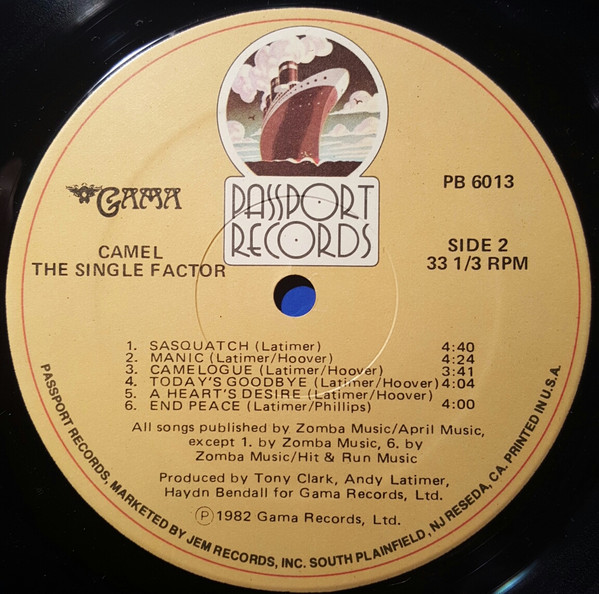 PASSPORT
RECORDS
GAMA
PB 6013
CAMEL
THE SINGLE FACTOR
SIDE 2
33 1/3 RPM
1. SASQUATCH (Latimer) 4:40
2. MANIC (Latimer/Hoover) 4:24
3. CAMELOGUE (Latimer/Hoover) 3:41
4. TODAY'S GOODBYE (Latimer/Hoover) 4:04
5. A HEART'S DESIRE (Latimer/Hoover)
6. END PEACE (Latimer/Phillips) 4:00
All songs published by Zomba Music/April Music,
except 1. by Zomba Music, 6. by
Zomba Music/Hit & Run Music
Produced by Tony Clark, Andy Latimer,
Haydn Bendall for Gama Records, Ltd.
Ⓟ 1982 Gama Records, Ltd.
PASSPORT RECORDS, MARKETED BY JEM RECORDS, INC. SOUTH PLAINFIELD, NJ RESEDA, CA. PRINTED IN U.S.A.